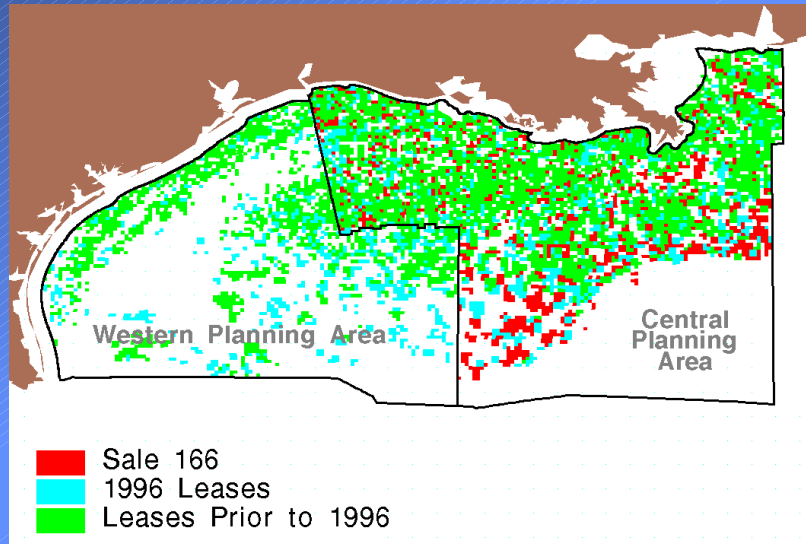 Western Planning Area
Central
Planning
Area
Sale 166
1996 Leases
Leases Prior to 1996